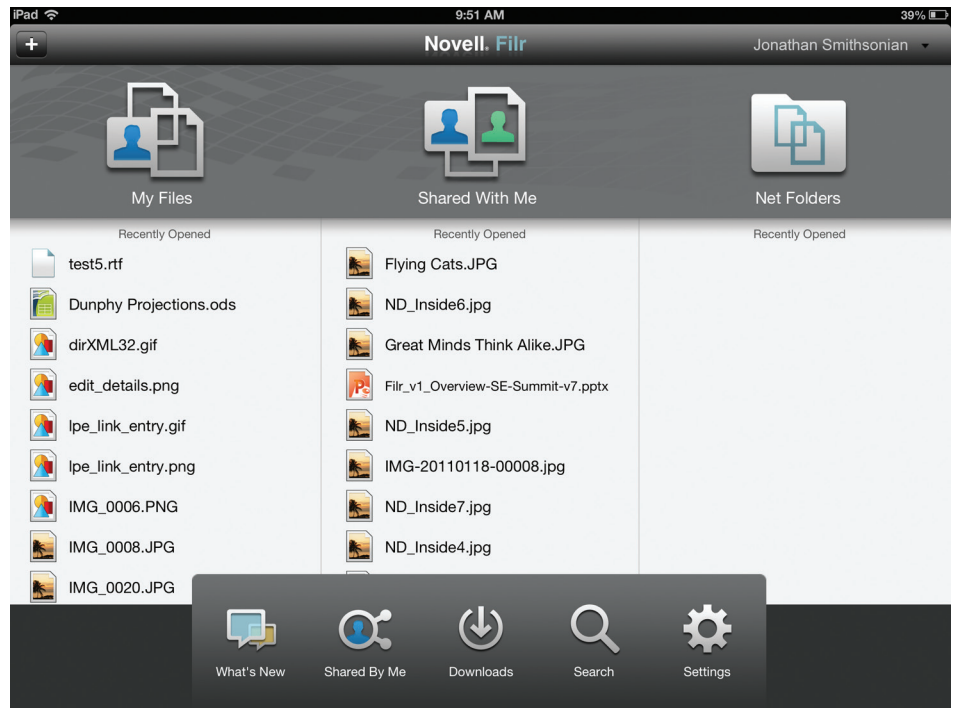 iPad 9:51 AM 39%
+ Novell. Filr Jonathan Smithsonian
My Files Shared With Me Net Folders
Recently Opened Recently Opened Recently Opened
test5.rtf Flying Cats.JPG
Dunphy Projections.ods ND_Inside6.jpg
dirXML32.gif Great Minds Think Alike.JPG
edit_details.png Filr_v1_Overview-SE-Summit-v7.pptx
lpe_link_entry.gif ND_Inside5.jpg
lpe_link_entry.png IMG-20110118-00008.jpg
IMG_0006.PNG ND_Inside7.jpg
IMG_0008.JPG ND_Inside4.jpg
IMG_0020.JPG
What's New Shared By Me Downloads Search Settings